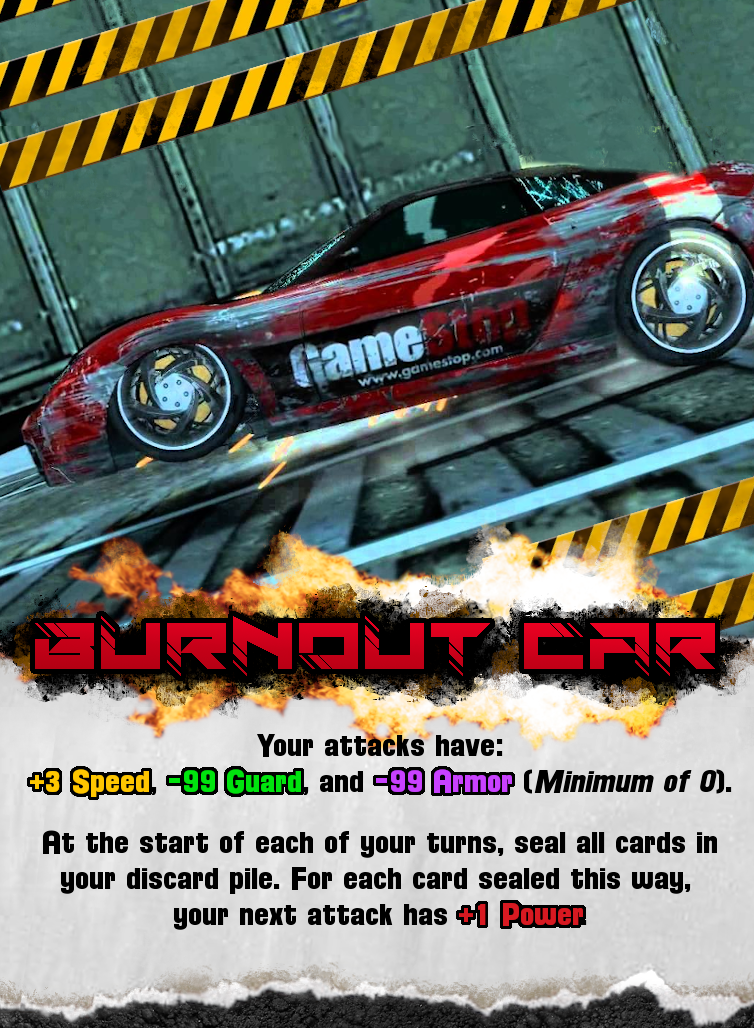 GameStop
www.gamestop.com
BURNOUT CAR
Your attacks have:
+3 Speed, -99 Guard, and -99 Armor (Minimum of 0).
At the start of each of your turns, seal all cards in
your discard pile. For each card sealed this way,
your next attack has +1 Power